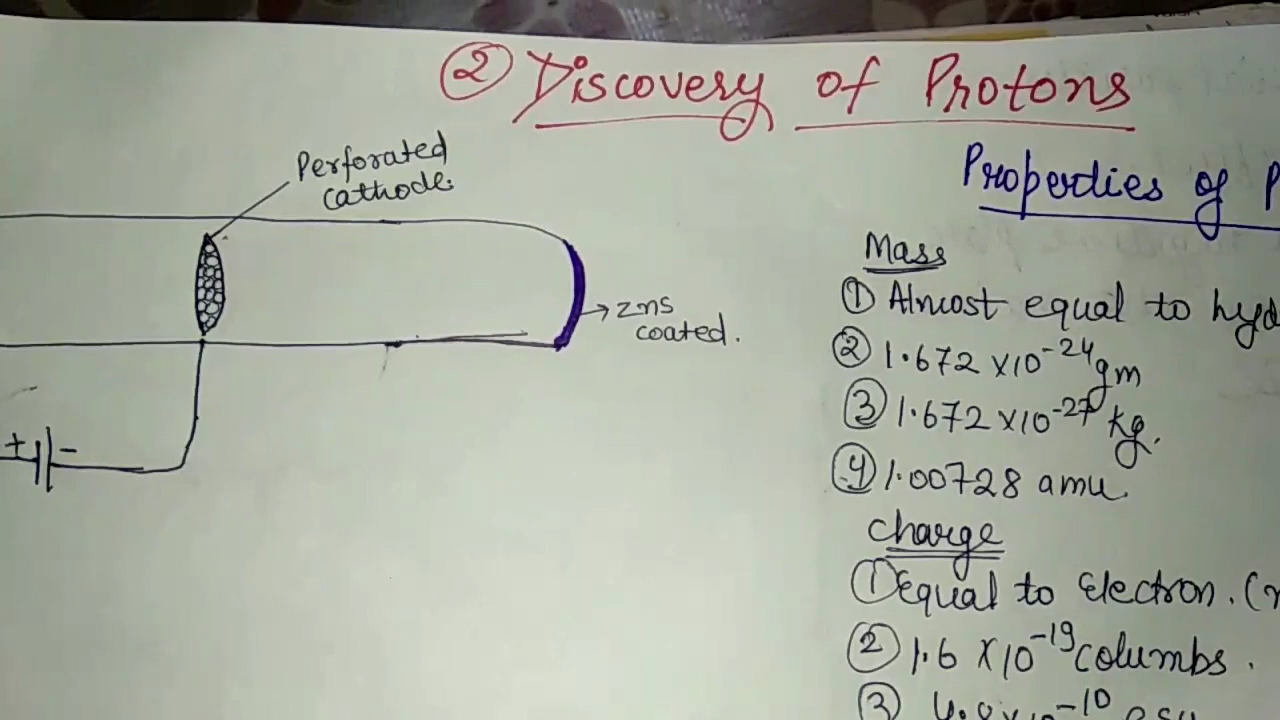 ② Discovery of Protons
Perforated
cathode.
zns
coated.
+ -
Properties of P
Mass
① Almost equal to hyd
② 1.672 x10⁻²⁴gm
③ 1.672 x10⁻²⁷ kg.
④ 1.00728 amu.
Charge
① Equal to Electron. (
② 1.6 x10⁻¹⁹ columbs.
③